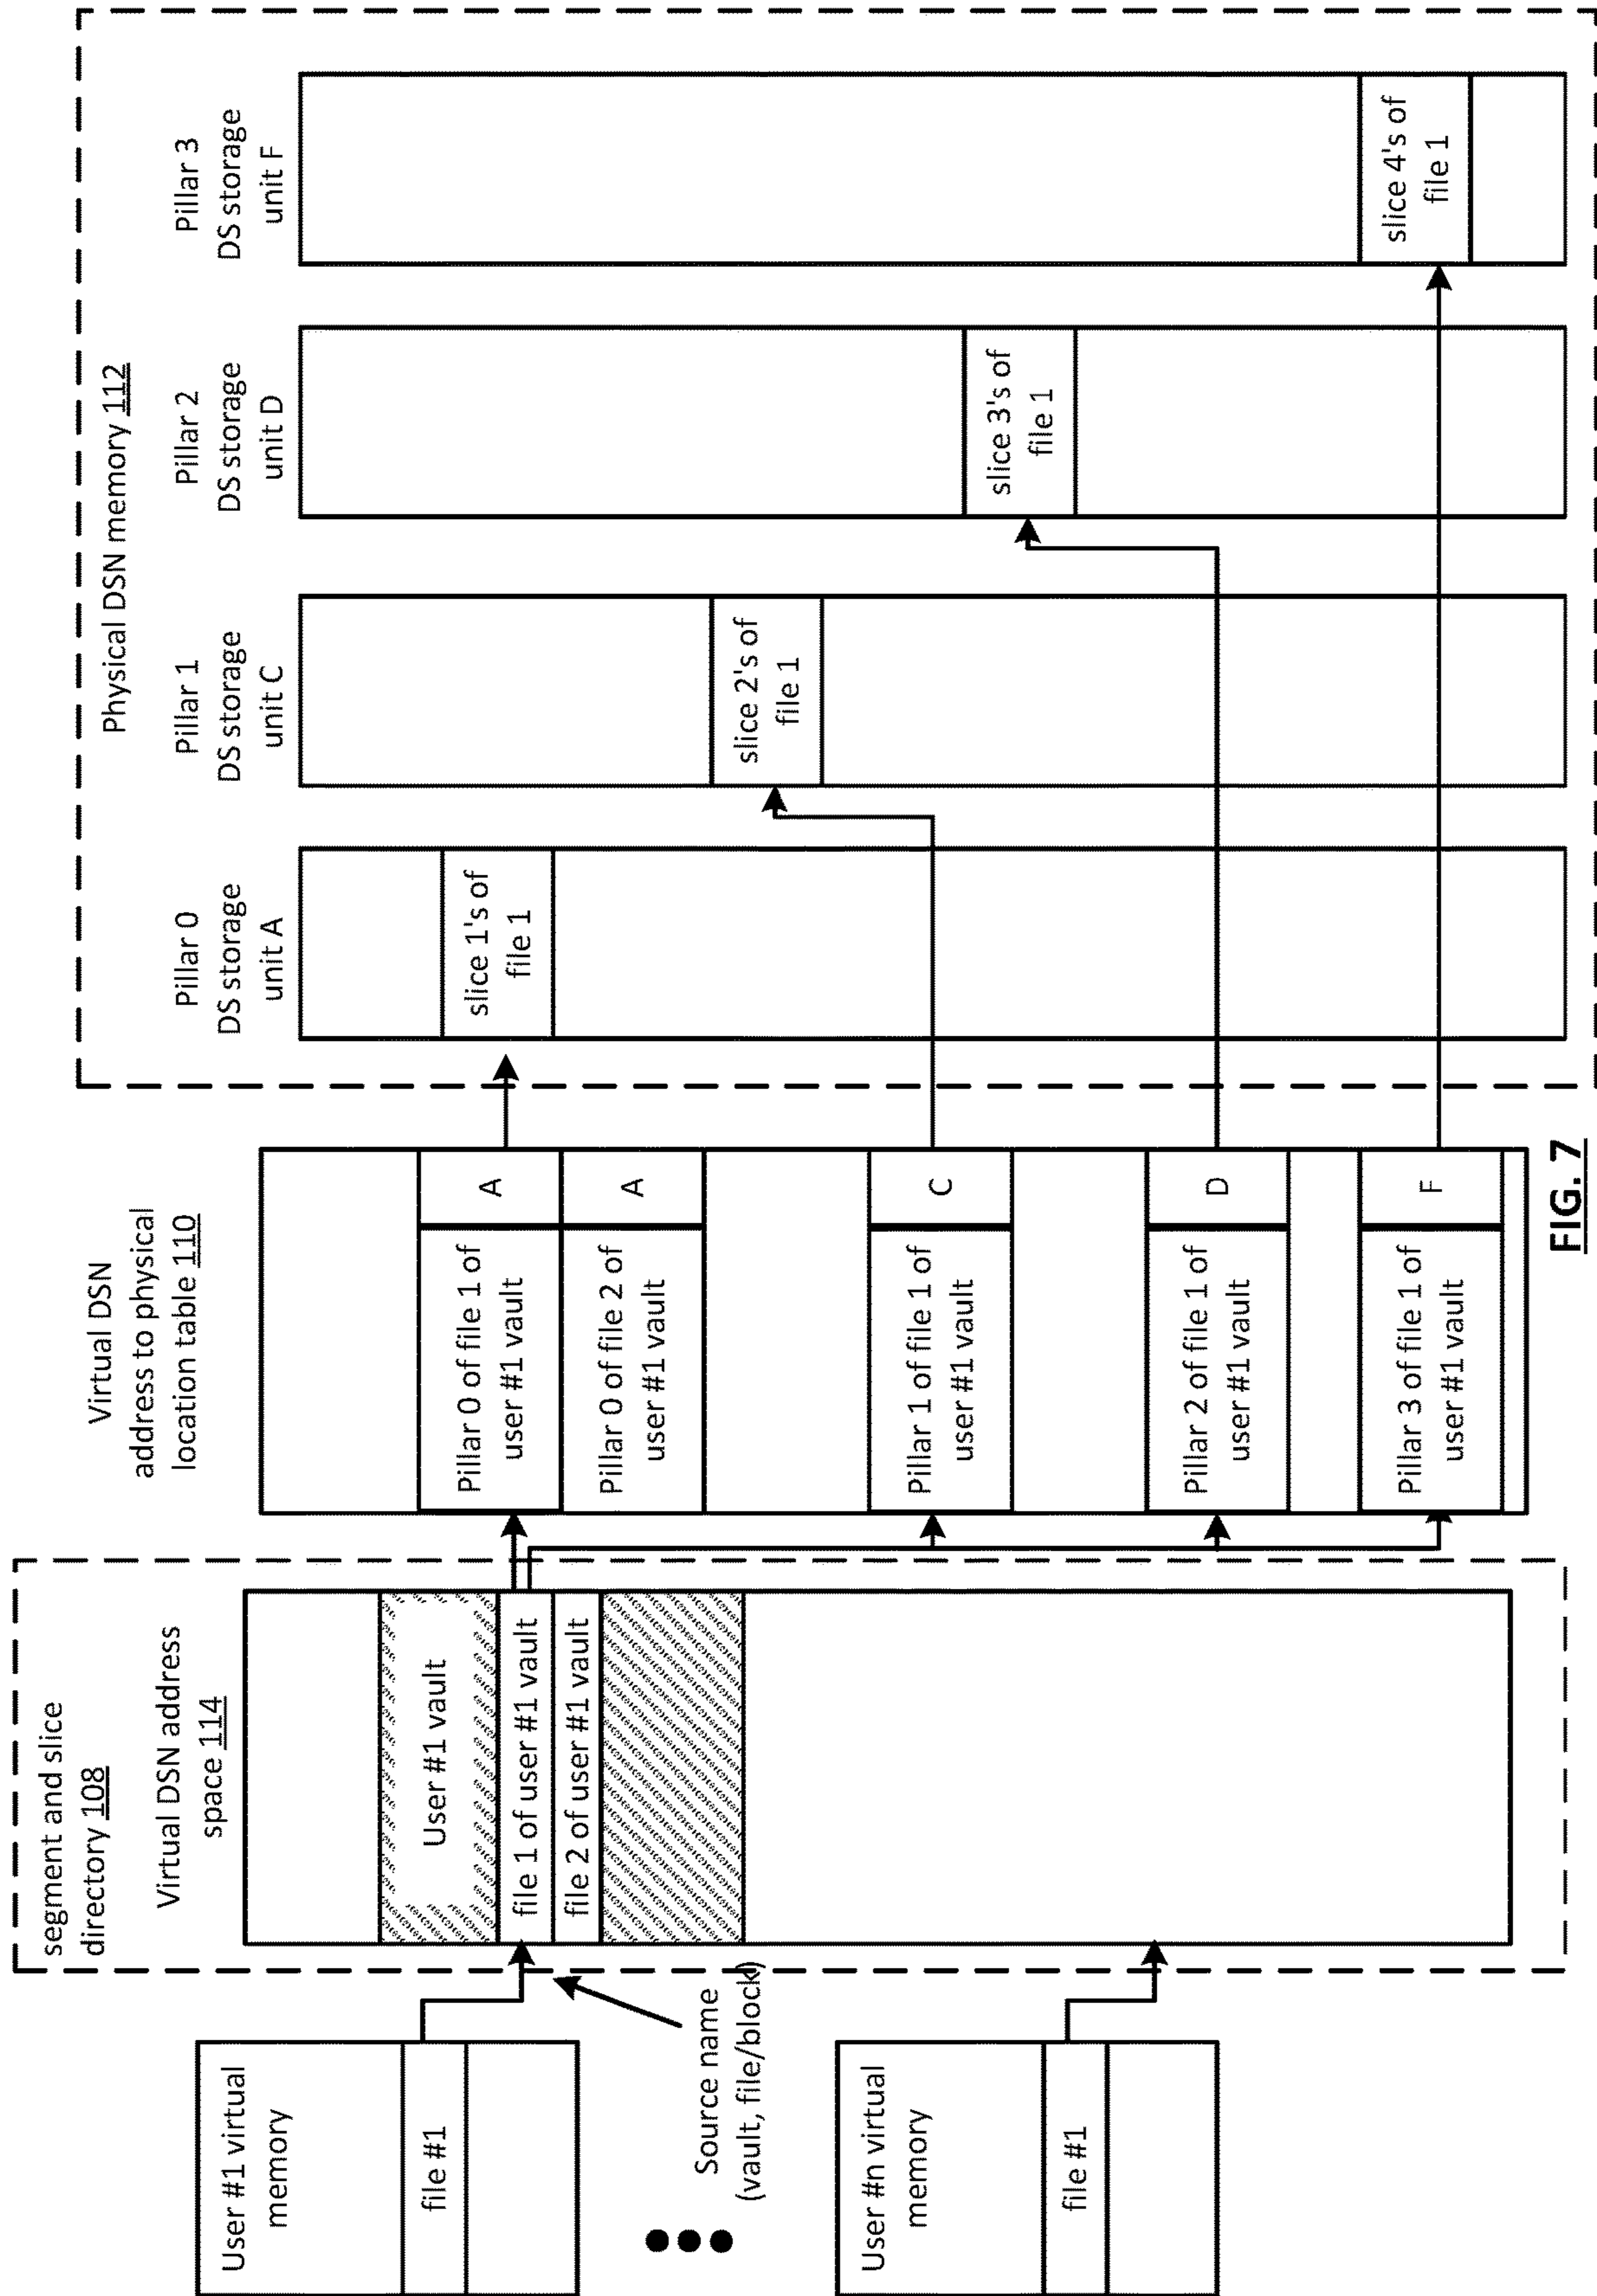 User #1 virtual
memory
file #1
Source name
(vault, file/block)
User #n virtual
memory
file #1
segment and slice
directory 108
Virtual DSN address
space 114
User #1 vault
file 1 of user #1 vault
file 2 of user #1 vault
Virtual DSN
address to physical
location table 110
Pillar 0 of file 1 of
user #1 vault
A
Pillar 0 of file 2 of
user #1 vault
A
Pillar 1 of file 1 of
user #1 vault
C
Pillar 2 of file 1 of
user #1 vault
D
Pillar 3 of file 1 of
user #1 vault
F
Physical DSN memory 112
Pillar 0
DS storage
unit A
slice 1's of
file 1
Pillar 1
DS storage
unit C
slice 2's of
file 1
Pillar 2
DS storage
unit D
slice 3's of
file 1
Pillar 3
DS storage
unit F
slice 4's of
file 1
FIG. 7